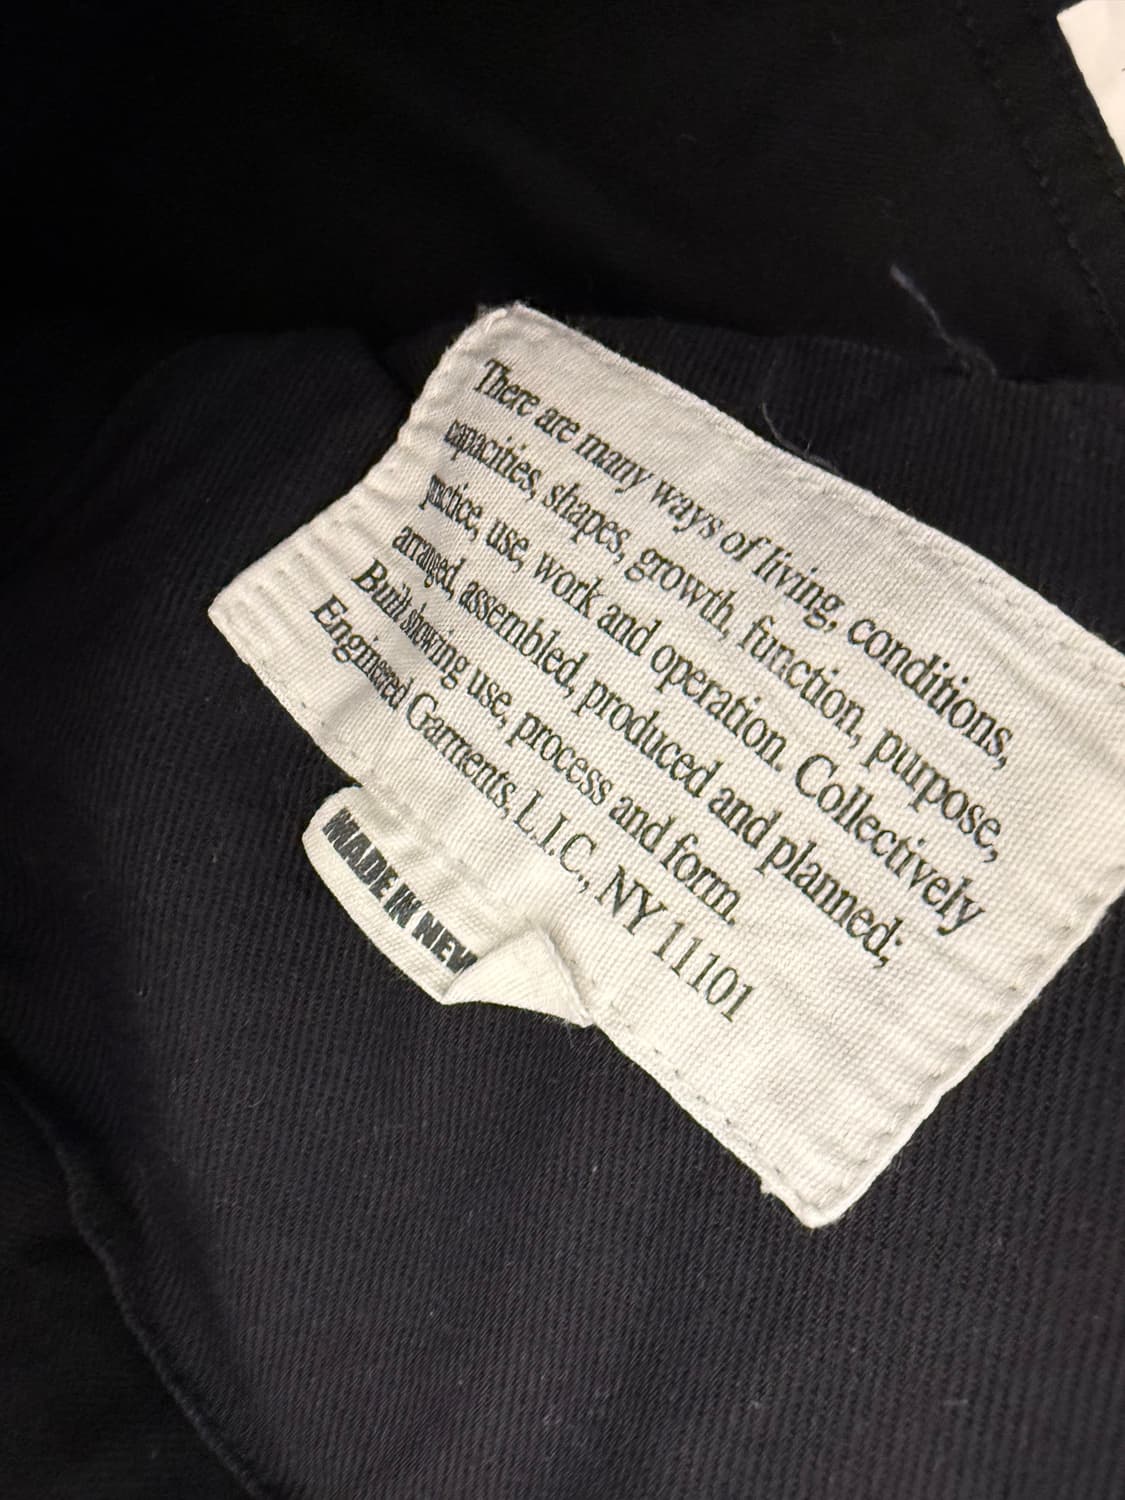 There are many ways of living, conditions,
capacities, shapes, growth, function, purpose,
practice, use, work and operation. Collectively
arranged, assembled, produced and planned;
Built showing use, process and form.
Engineered Garments, L.I.C., NY 11101
MADE IN NEW